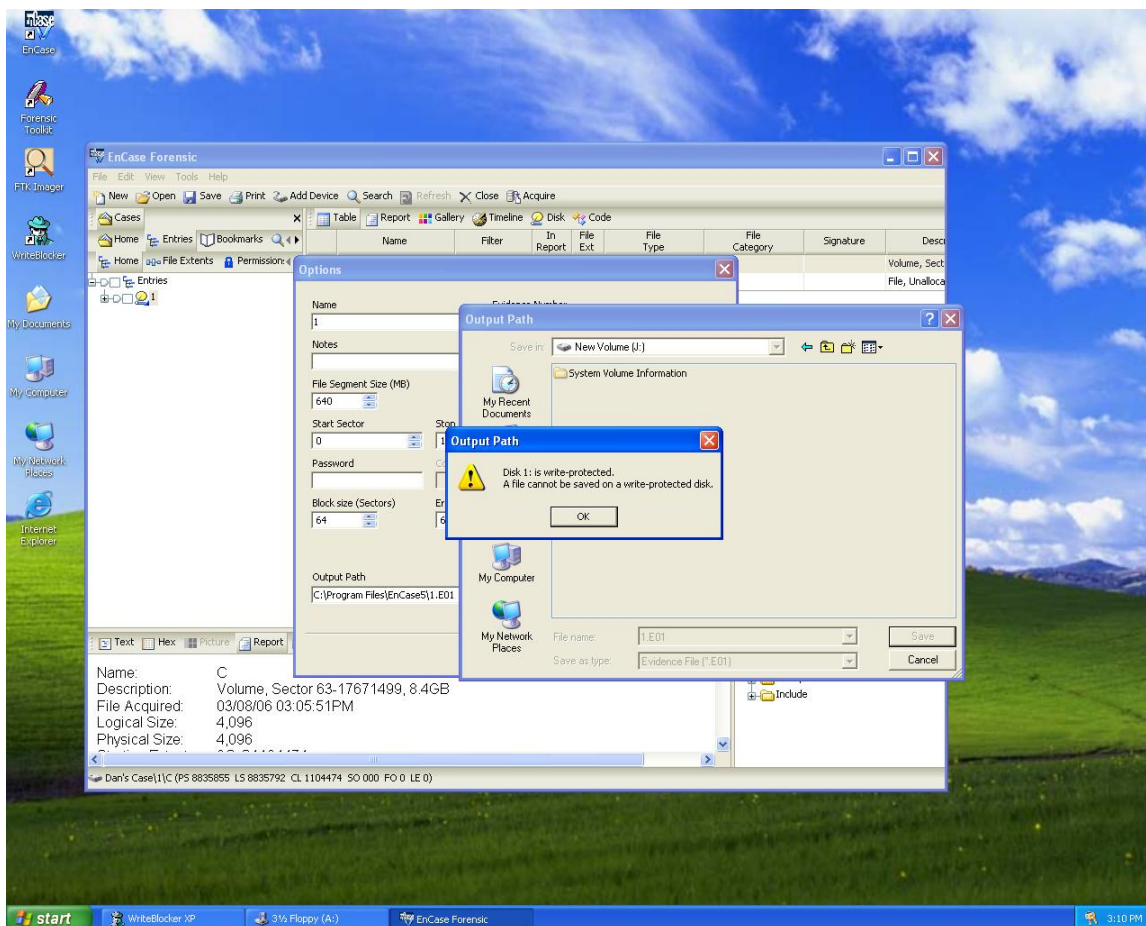 EnCase
Forensic
Toolkit
FTK Imager
WriteBlocker
My Documents
My Computer
My Network
Places
Internet
Explorer
EnCase Forensic
File Edit View Tools Help
New Open Save Print Add Device Search Refresh Close Acquire
Cases
Table Report Gallery Timeline Disk Code
Home Entries Bookmarks
Name Filter In Report File Ext File Type File Category Signature Descr
Home File Extents Permission
Volume, Sect
Entries
File, Unalloca
1
Options
Name
1
Notes
File Segment Size (MB)
640
Start Sector
0
Stop
1
Password
Block size (Sectors)
64
Er
6
Output Path
C:\Program Files\EnCase5\1.E01
Output Path
Save in: New Volume (J:)
System Volume Information
My Recent
Documents
My Computer
My Network
Places
File name: 1.E01
Save as type: Evidence File (*.E01)
Save
Cancel
Output Path
Disk 1: is write-protected.
A file cannot be saved on a write-protected disk.
OK
Text Hex Picture Report
Name: C
Description: Volume, Sector 63-17671499, 8.4GB
File Acquired: 03/08/06 03:05:51PM
Logical Size: 4,096
Physical Size: 4,096
Include
Dan's Case\1\C (PS 8835855 LS 8835792 CL 1104474 SO 000 FO 0 LE 0)
start
WriteBlocker XP
3½ Floppy (A:)
EnCase Forensic
3:10 PM